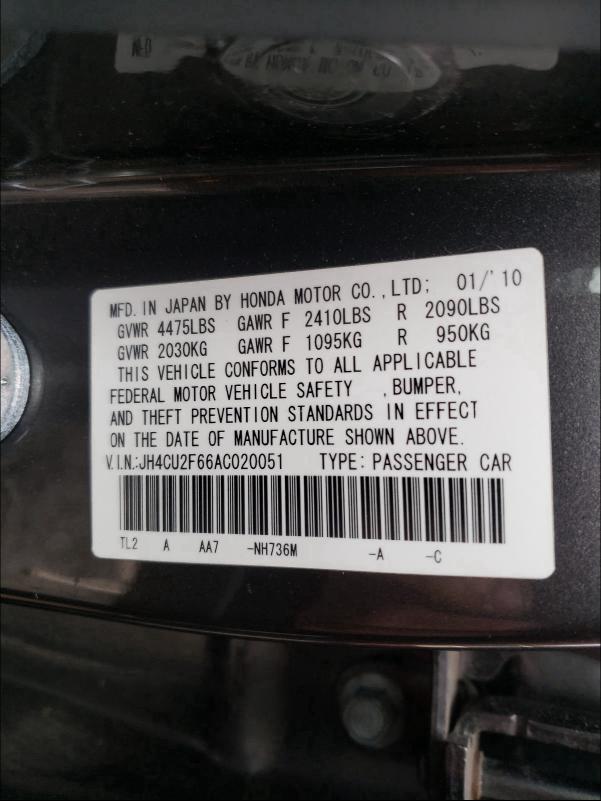 MFD. IN JAPAN BY HONDA MOTOR CO., LTD; 01/'10
GVWR 4475LBS GAWR F 2410LBS R 2090LBS
GVWR 2030KG GAWR F 1095KG R 950KG
THIS VEHICLE CONFORMS TO ALL APPLICABLE
FEDERAL MOTOR VEHICLE SAFETY , BUMPER,
AND THEFT PREVENTION STANDARDS IN EFFECT
ON THE DATE OF MANUFACTURE SHOWN ABOVE.
V.I.N.:JH4CU2F66AC020051 TYPE: PASSENGER CAR
TL2 A AA7 -NH736M -A -C